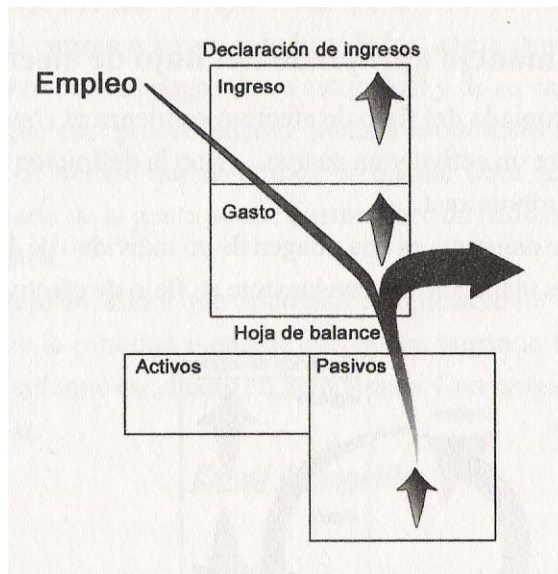 Declaración de ingresos
Empleo
Ingreso
Gasto
Hoja de balance
Activos
Pasivos